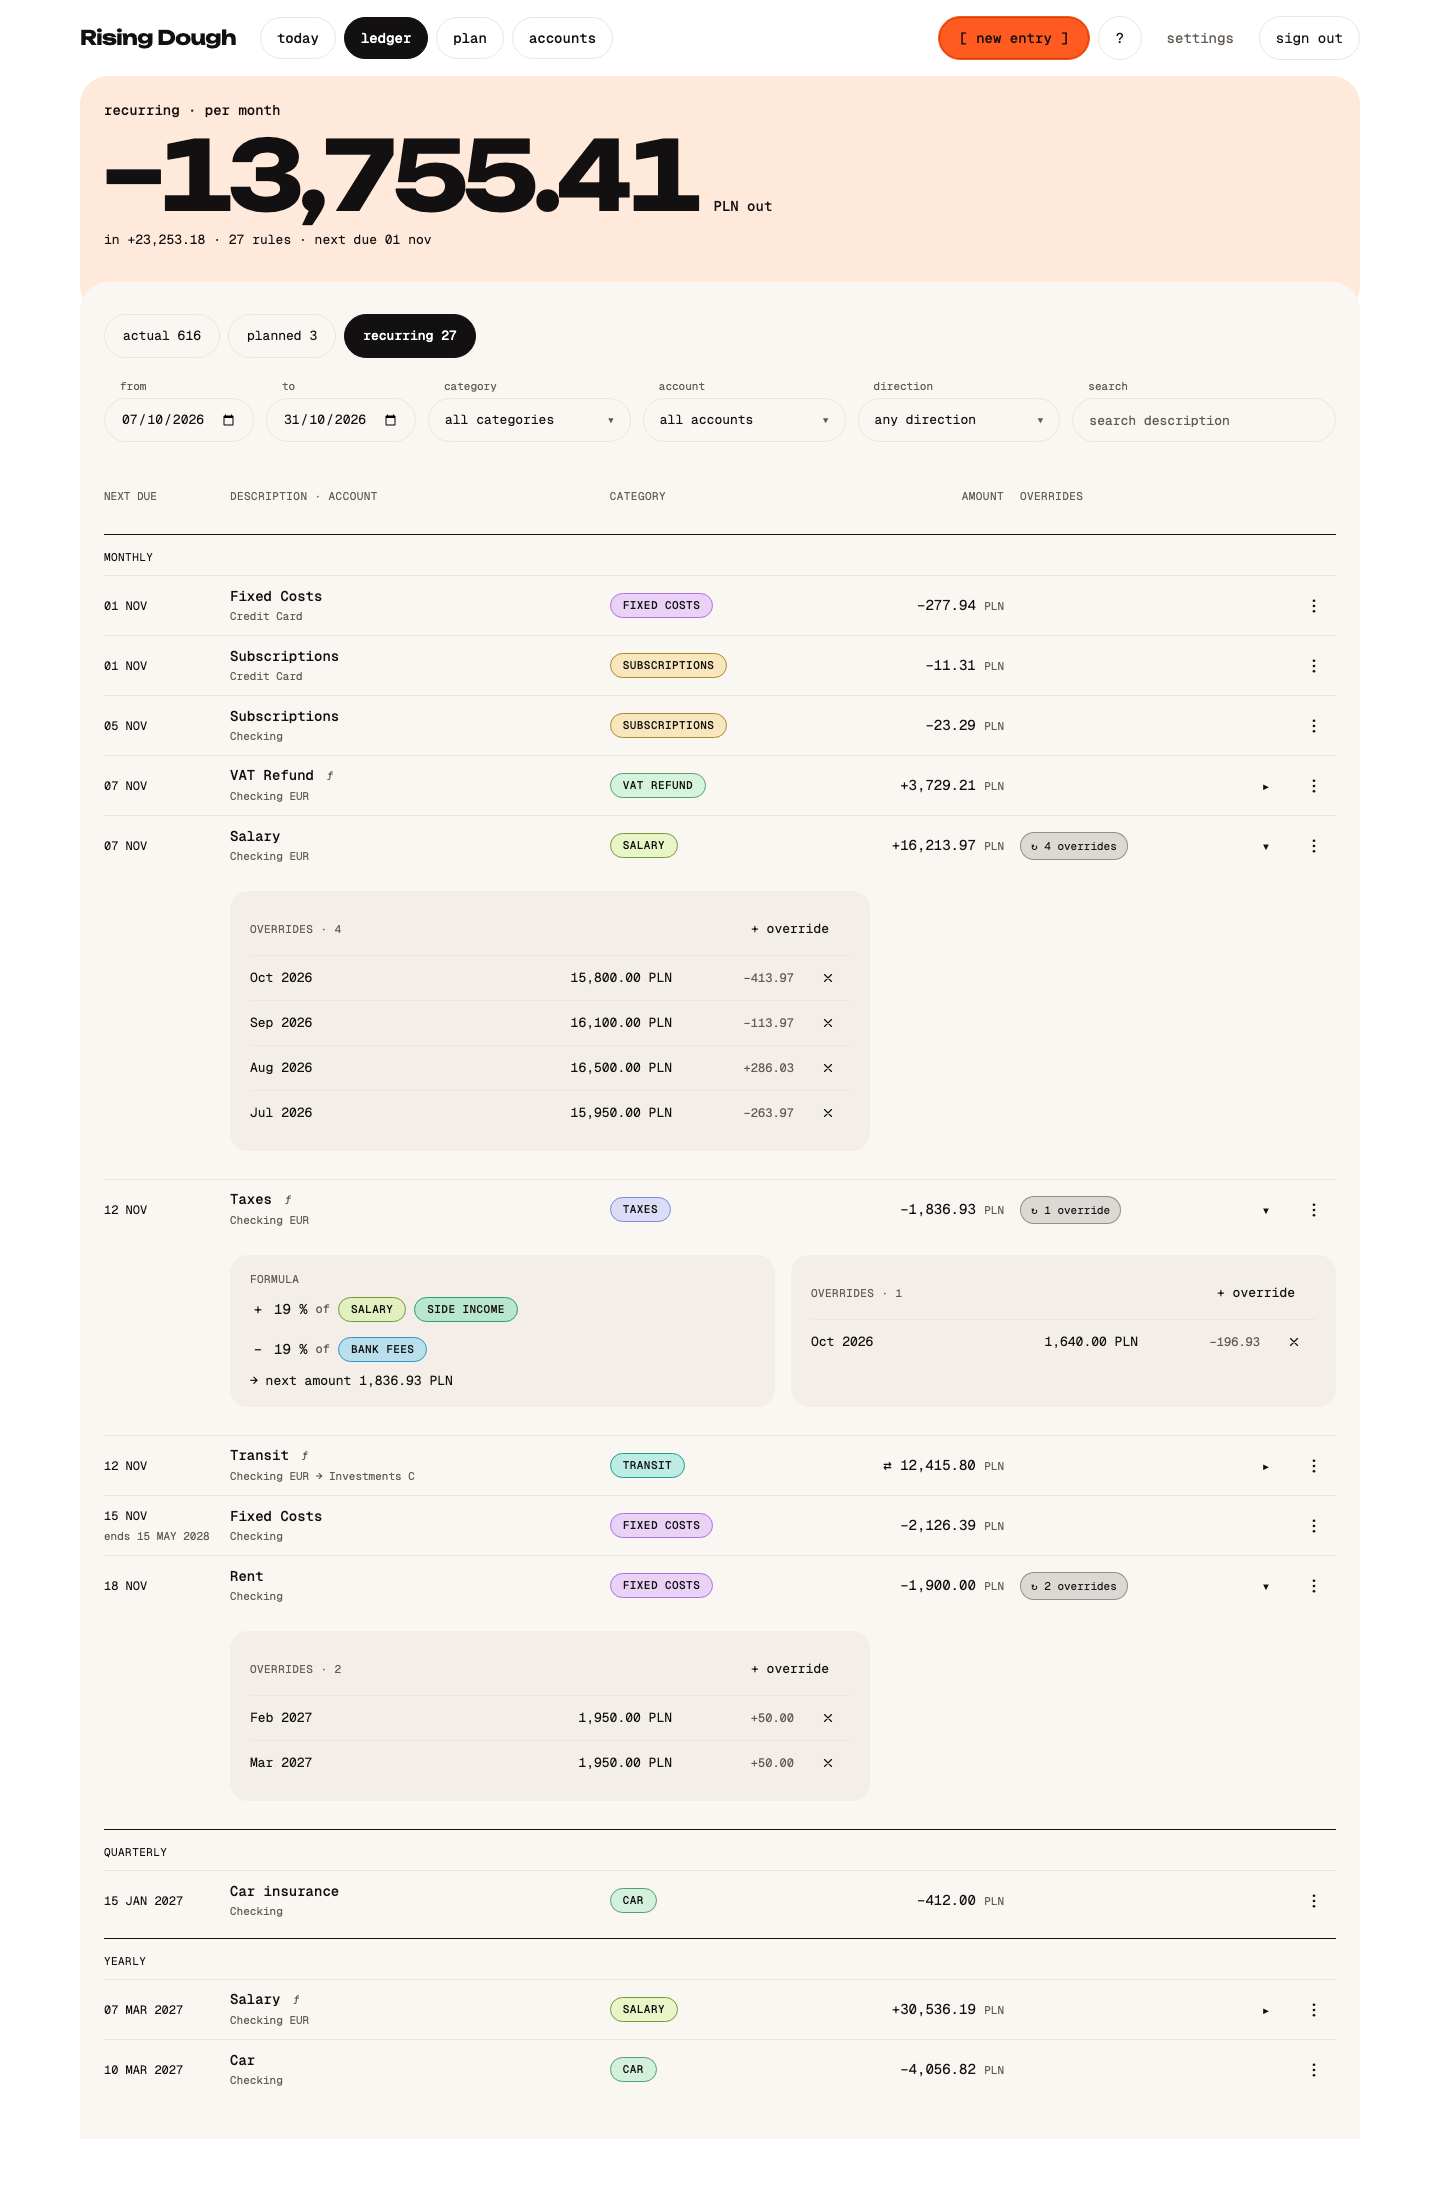 Rising Dough today ledger plan accounts [ new entry ] ? settings sign out
recurring · per month
−13,755.41 PLN out
in +23,253.18 · 27 rules · next due 01 nov
actual 616 planned 3 recurring 27
from to category account direction search
07/10/2026 31/10/2026 all categories ▾ all accounts ▾ any direction ▾ search description
NEXT DUE DESCRIPTION · ACCOUNT CATEGORY AMOUNT OVERRIDES
MONTHLY
01 NOV Fixed Costs FIXED COSTS −277.94 PLN ⋮
Credit Card
01 NOV Subscriptions SUBSCRIPTIONS −11.31 PLN ⋮
Credit Card
05 NOV Subscriptions SUBSCRIPTIONS −23.29 PLN ⋮
Checking
07 NOV VAT Refund ƒ VAT REFUND +3,729.21 PLN ▸ ⋮
Checking EUR
07 NOV Salary SALARY +16,213.97 PLN ↻ 4 overrides ▾ ⋮
Checking EUR
OVERRIDES · 4 + override
Oct 2026 15,800.00 PLN −413.97 ×
Sep 2026 16,100.00 PLN −113.97 ×
Aug 2026 16,500.00 PLN +286.03 ×
Jul 2026 15,950.00 PLN −263.97 ×
12 NOV Taxes ƒ TAXES −1,836.93 PLN ↻ 1 override ▾ ⋮
Checking EUR
FORMULA
+ 19 % of SALARY SIDE INCOME
− 19 % of BANK FEES
→ next amount 1,836.93 PLN
OVERRIDES · 1 + override
Oct 2026 1,640.00 PLN −196.93 ×
12 NOV Transit ƒ TRANSIT ⇄ 12,415.80 PLN ▸ ⋮
Checking EUR → Investments C
15 NOV Fixed Costs FIXED COSTS −2,126.39 PLN ⋮
ends 15 MAY 2028 Checking
18 NOV Rent FIXED COSTS −1,900.00 PLN ↻ 2 overrides ▾ ⋮
Checking
OVERRIDES · 2 + override
Feb 2027 1,950.00 PLN +50.00 ×
Mar 2027 1,950.00 PLN +50.00 ×
QUARTERLY
15 JAN 2027 Car insurance CAR −412.00 PLN ⋮
Checking
YEARLY
07 MAR 2027 Salary ƒ SALARY +30,536.19 PLN ▸ ⋮
Checking EUR
10 MAR 2027 Car CAR −4,056.82 PLN ⋮
Checking